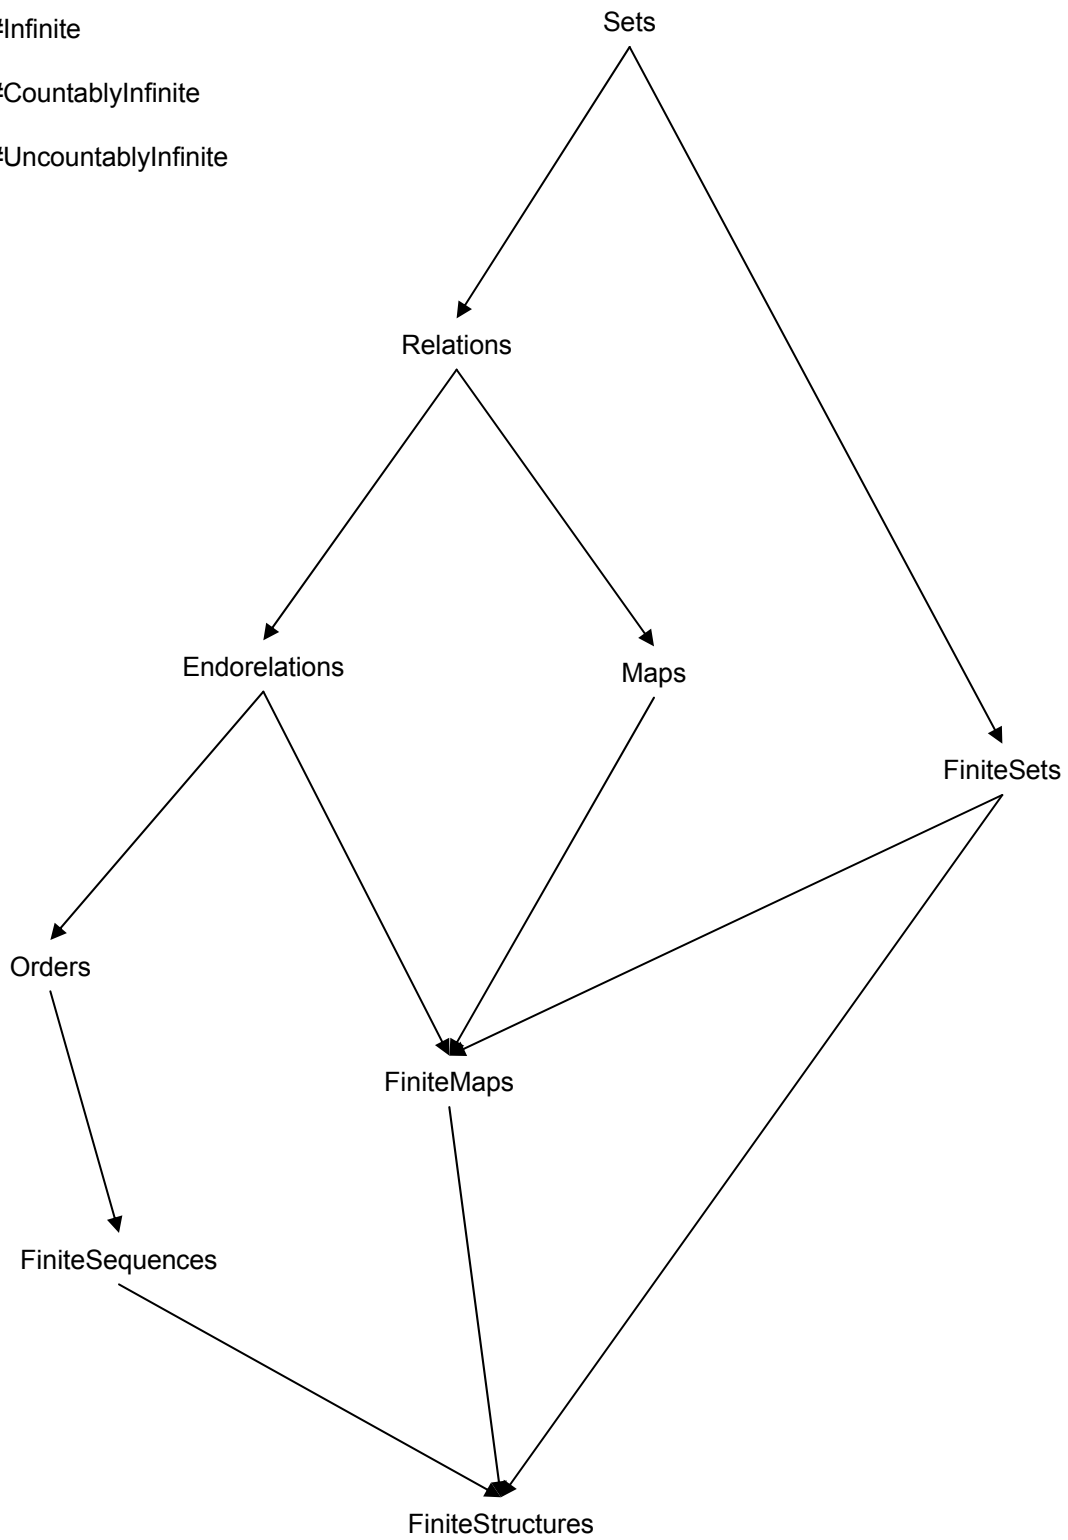 #Infinite
Sets
#CountablyInfinite
#UncountablyInfinite
Relations
Endorelations
Maps
FiniteSets
Orders
FiniteMaps
FiniteSequences
FiniteStructures